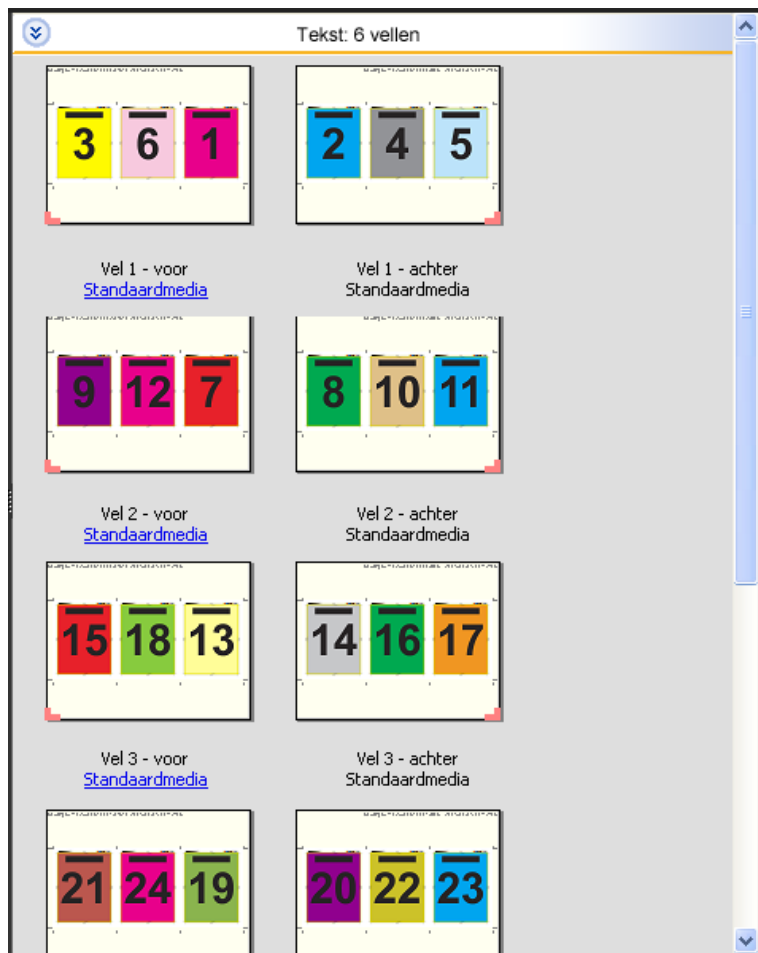 Tekst: 6 vellen
3 6 1 2 4 5
Vel 1 - voor Vel 1 - achter
Standaardmedia Standaardmedia
9 12 7 8 10 11
Vel 2 - voor Vel 2 - achter
Standaardmedia Standaardmedia
15 18 13 14 16 17
Vel 3 - voor Vel 3 - achter
Standaardmedia Standaardmedia
21 24 19 20 22 23